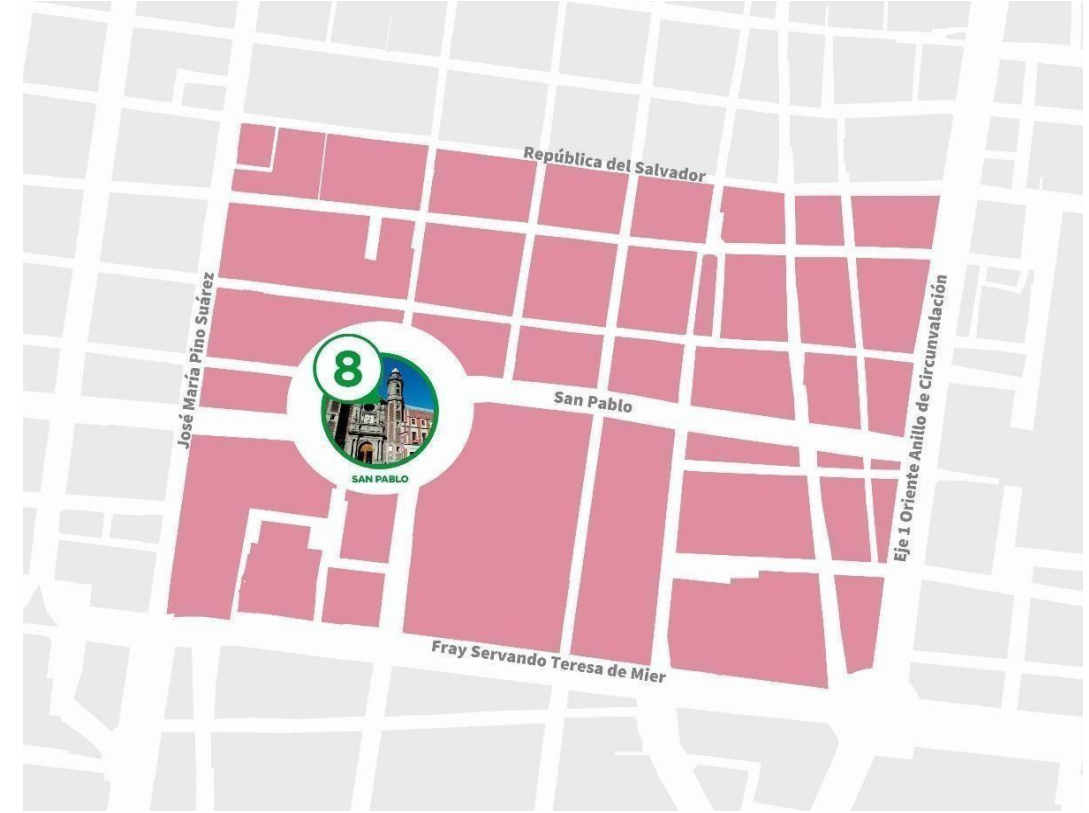 República del Salvador
José María Pino Suárez
8
SAN PABLO
San Pablo
Eje 1 Oriente Anillo de Circunvalación
Fray Servando Teresa de Mier